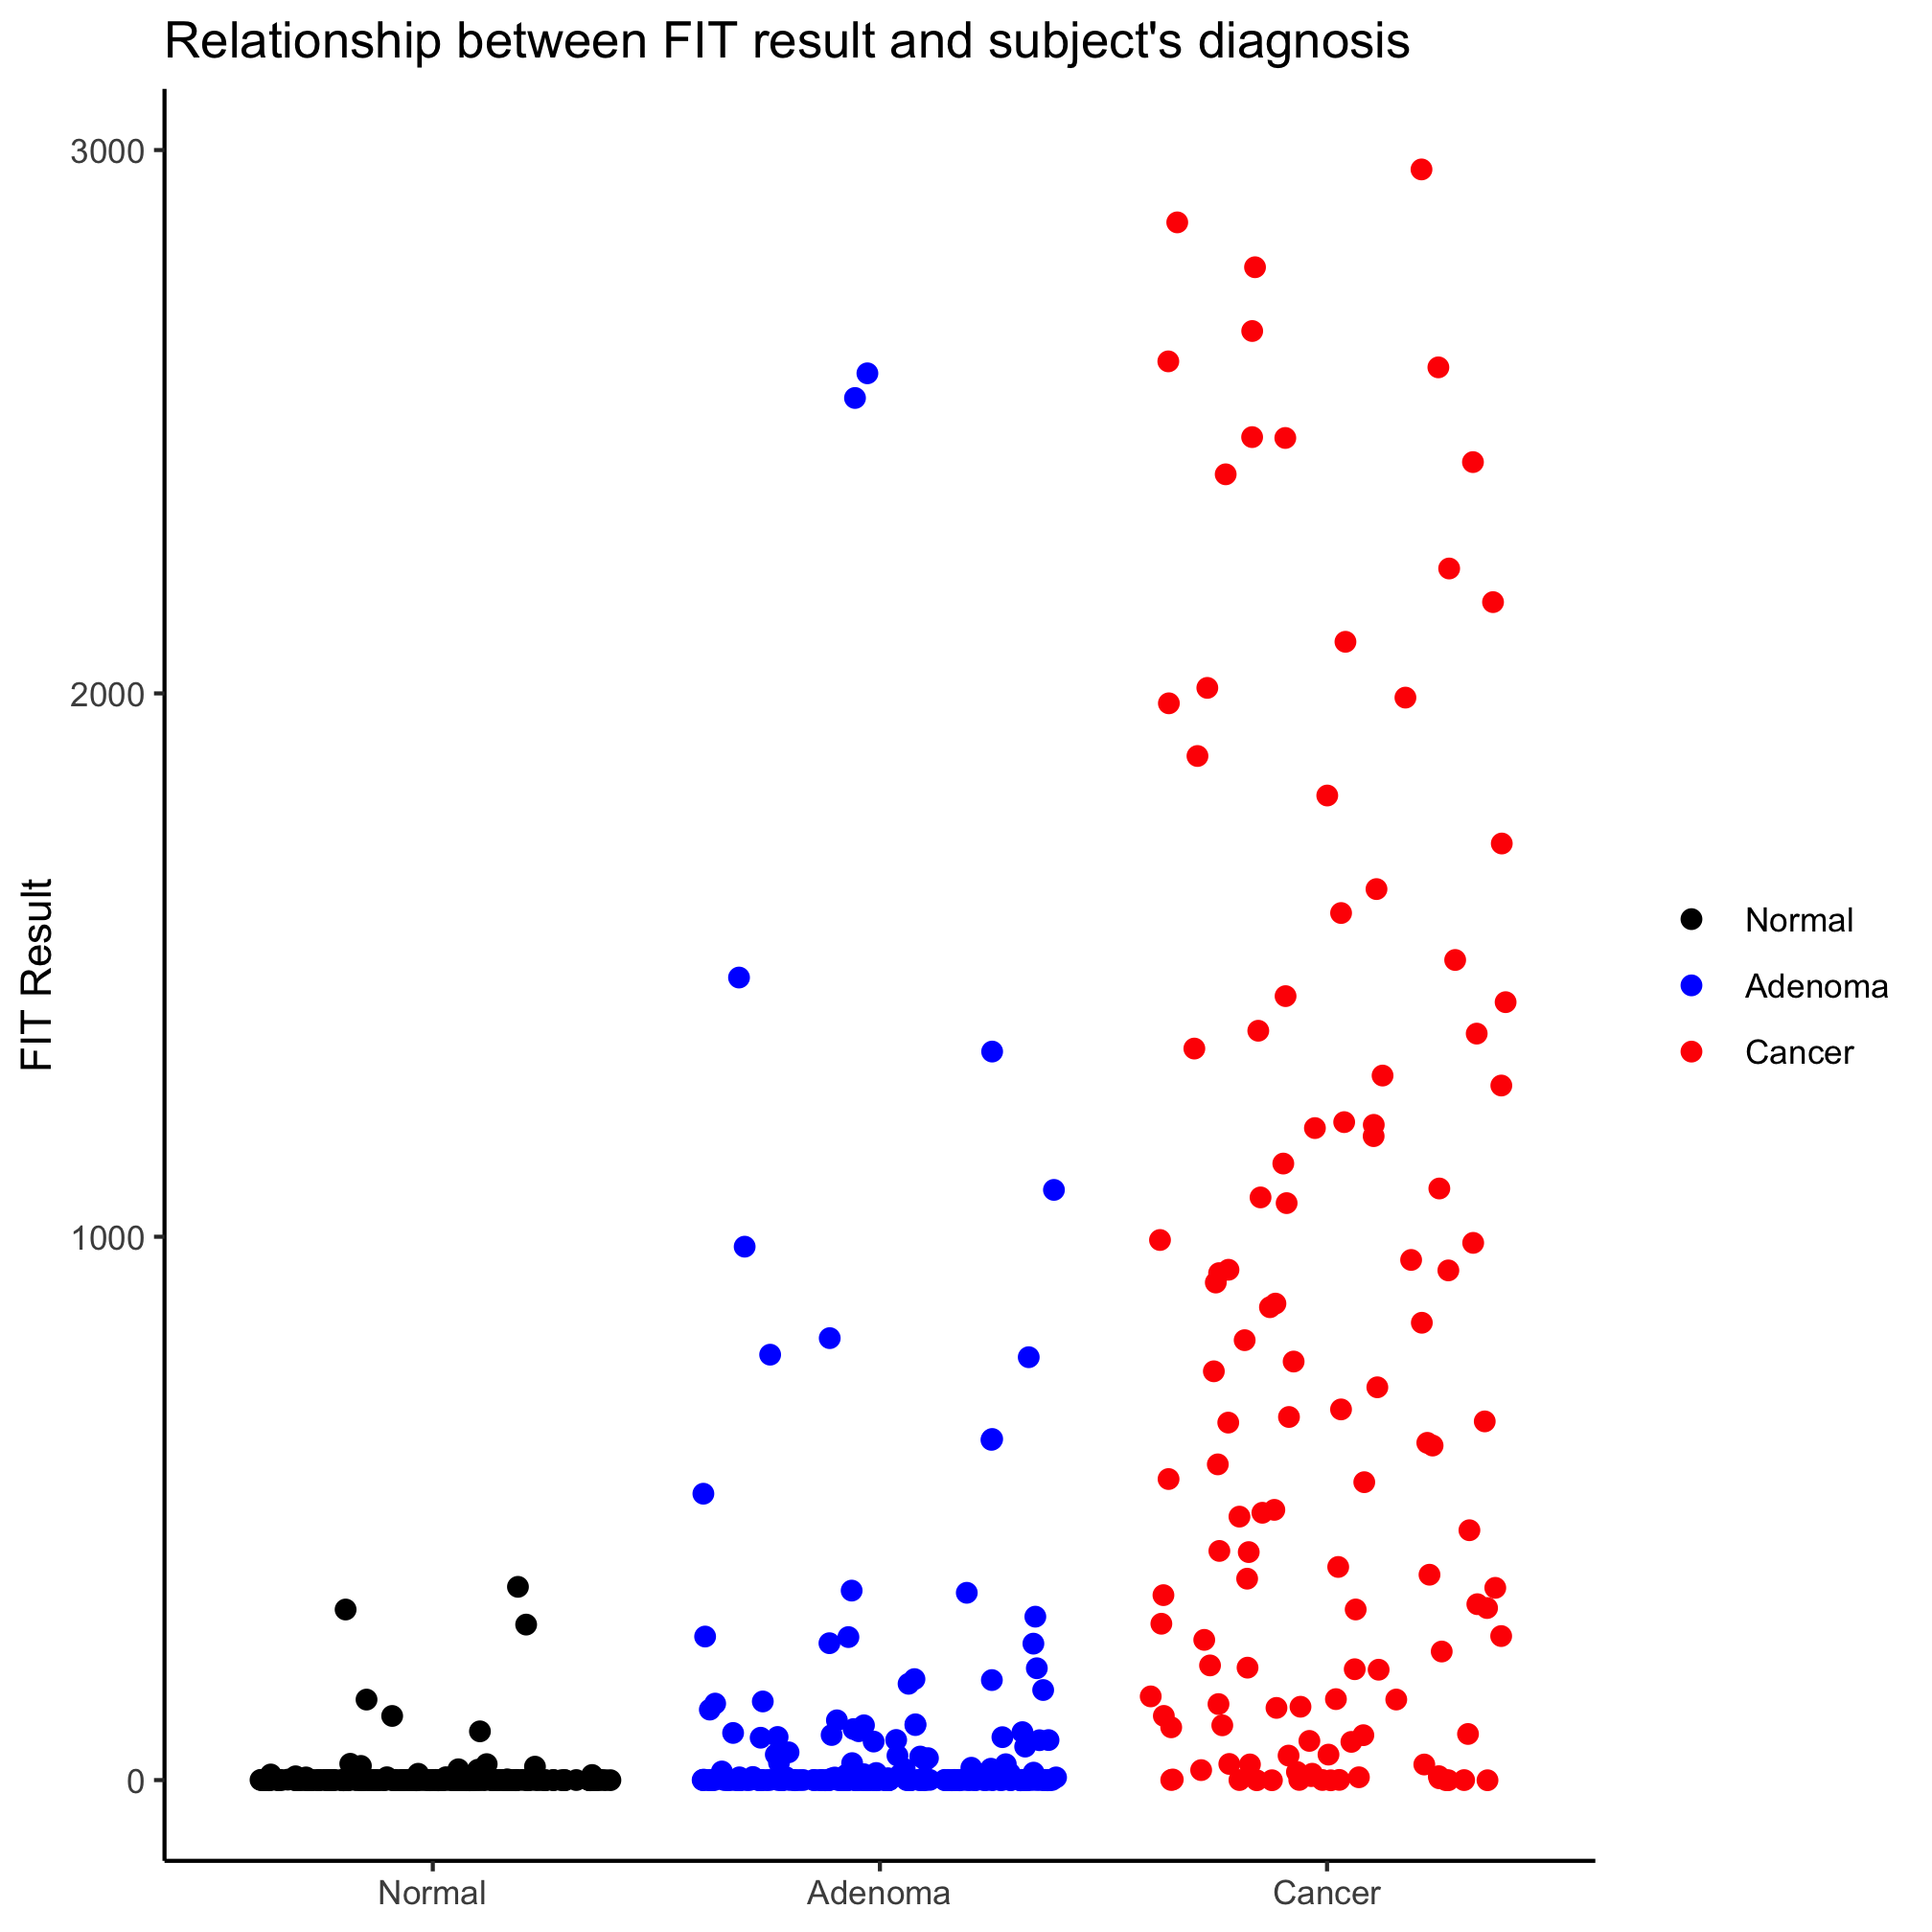 Relationship between FIT result and subject's diagnosis
3000
2000
1000
0
FIT Result
Normal
Adenoma
Cancer
Normal
Adenoma
Cancer